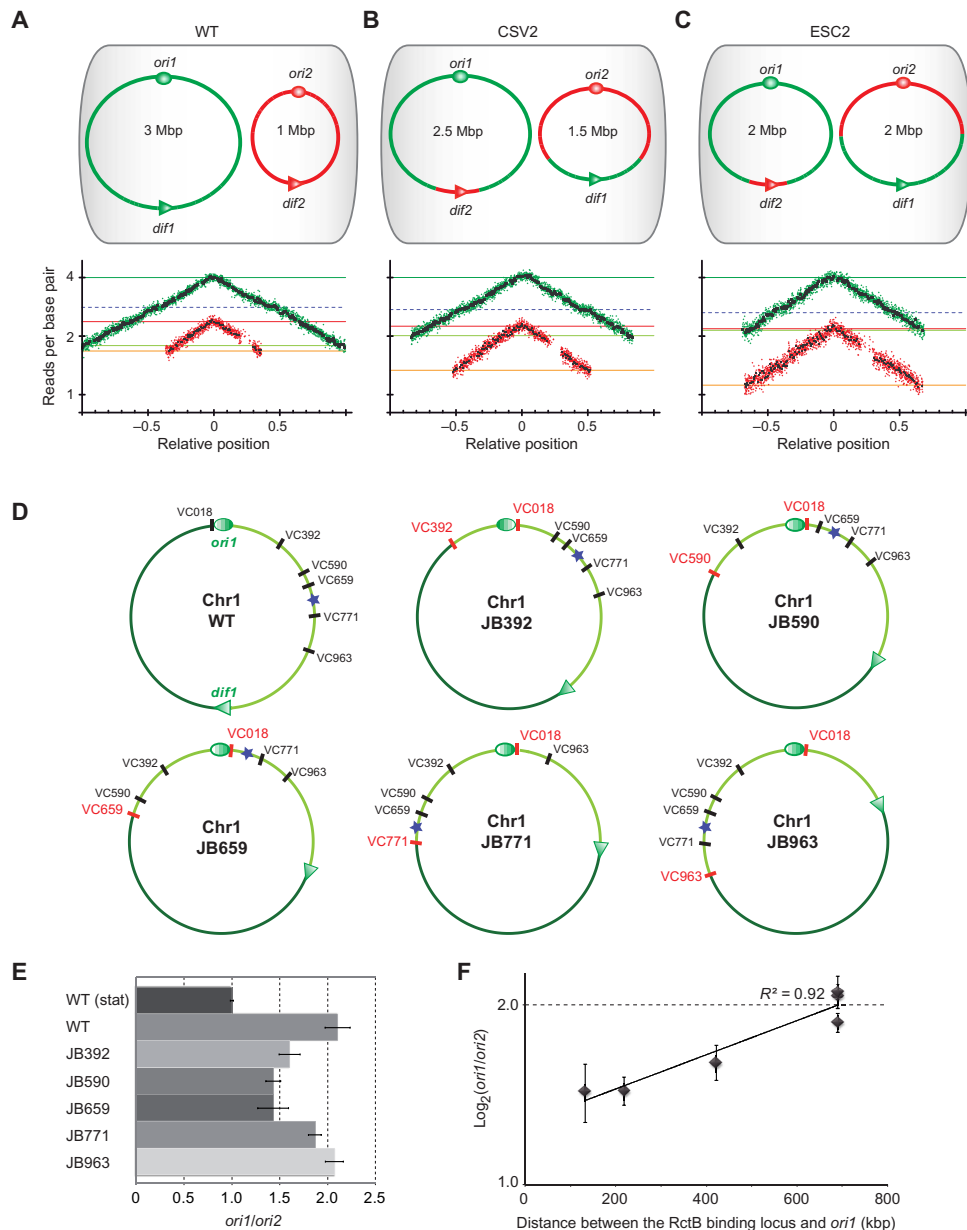 A
WT
ori1
ori2
3 Mbp
1 Mbp
dif2
dif1
B
CSV2
ori1
ori2
2.5 Mbp
1.5 Mbp
dif2
dif1
C
ESC2
ori1
ori2
2 Mbp
2 Mbp
dif2
dif1
Reads per base pair
4
2
1
–0.5
0
0.5
Relative position
–0.5
0
0.5
Relative position
–0.5
0
0.5
Relative position
D
VC018
ori1
VC392
VC590
VC659
VC771
VC963
Chr1
WT
dif1
VC392
VC018
VC590
VC659
VC771
VC963
Chr1
JB392
VC018
VC392
VC659
VC771
VC590
VC963
Chr1
JB590
VC018
VC392
VC771
VC963
VC590
VC659
Chr1
JB659
VC018
VC392
VC963
VC590
VC659
VC771
Chr1
JB771
VC018
VC392
VC590
VC659
VC771
VC963
Chr1
JB963
E
WT (stat)
WT
JB392
JB590
JB659
JB771
JB963
0.0
0.5
1.0
1.5
2.0
2.5
ori1/ori2
F
R² = 0.92
2.0
1.0
Log₂(ori1/ori2)
0
200
400
600
800
Distance between the RctB binding locus and ori1 (kbp)